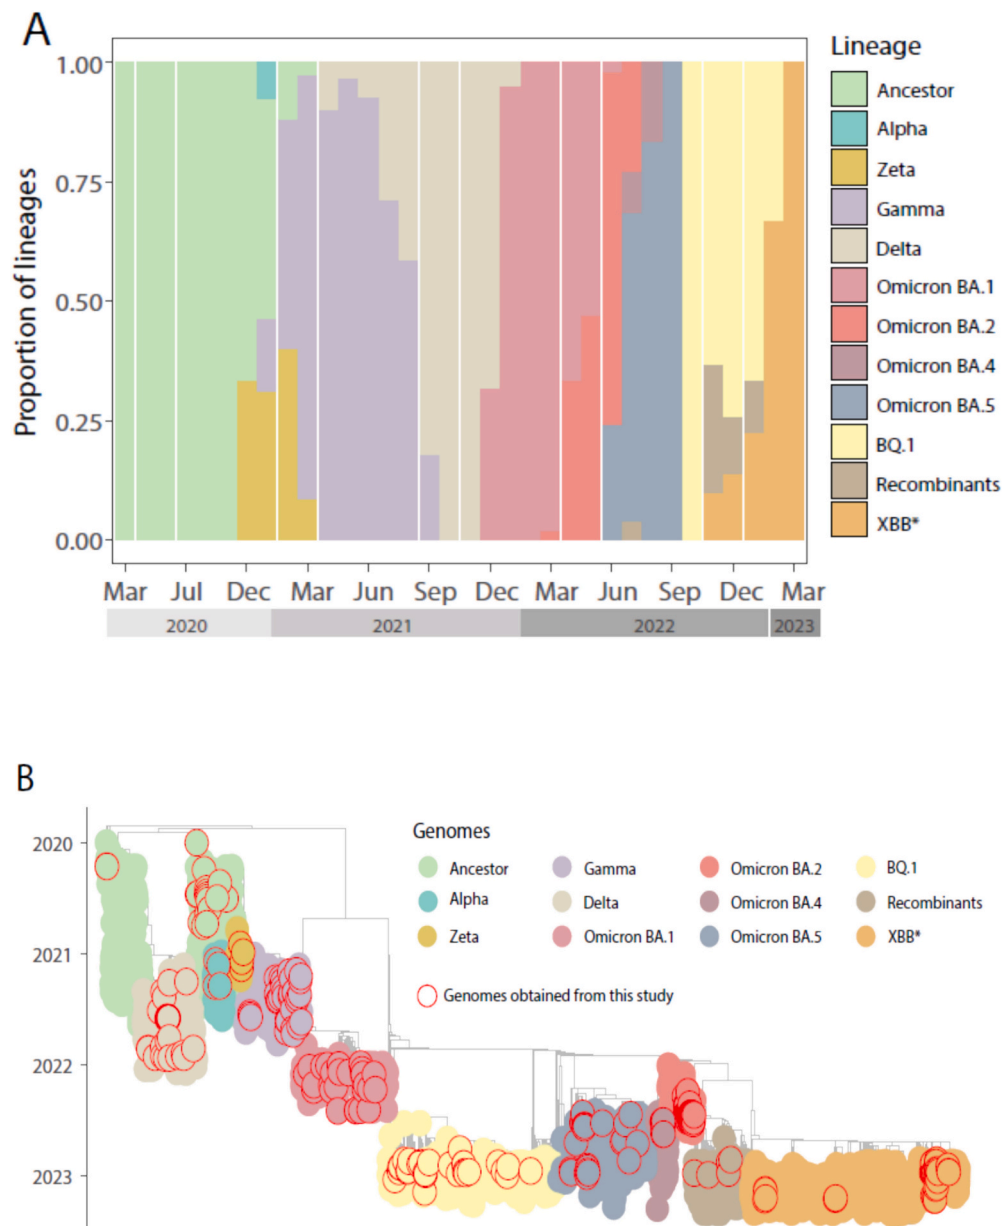 A
Lineage
Ancestor
Alpha
Zeta
Gamma
Delta
Omicron BA.1
Omicron BA.2
Omicron BA.4
Omicron BA.5
BQ.1
Recombinants
XBB*
Proportion of lineages
1.00
0.75
0.50
0.25
0.00
Mar Jul Dec Mar Jun Sep Dec Mar Jun Sep Dec Mar
2020 2021 2022 2023
B
Genomes
Ancestor Gamma Omicron BA.2 BQ.1
Alpha Delta Omicron BA.4 Recombinants
Zeta Omicron BA.1 Omicron BA.5 XBB*
Genomes obtained from this study
2020
2021
2022
2023